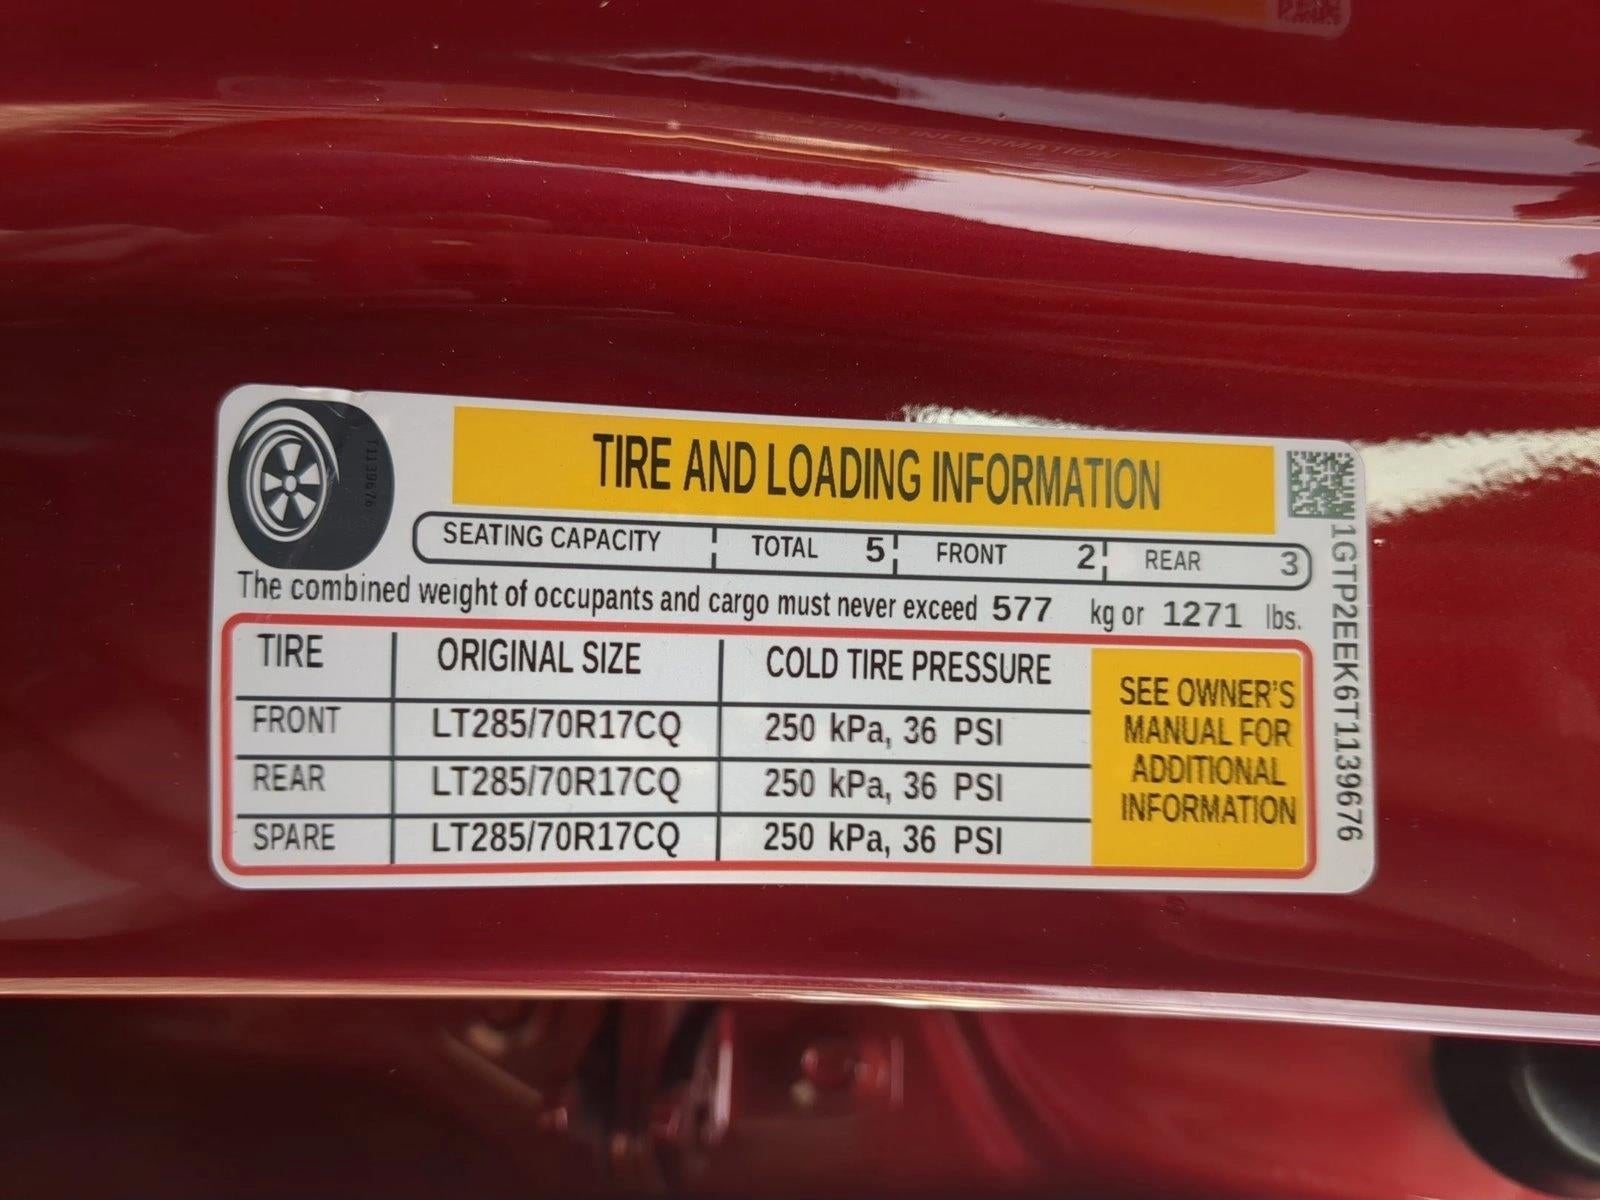 TIRE AND LOADING INFORMATION
SEATING CAPACITY TOTAL 5 FRONT 2 REAR 3
The combined weight of occupants and cargo must never exceed 577 kg or 1271 lbs.
TIRE ORIGINAL SIZE COLD TIRE PRESSURE
FRONT LT285/70R17CQ 250 kPa, 36 PSI
REAR LT285/70R17CQ 250 kPa, 36 PSI
SPARE LT285/70R17CQ 250 kPa, 36 PSI
SEE OWNER'S
MANUAL FOR
ADDITIONAL
INFORMATION
1GTP2EEK6T1139676
T1139676
INFORMATION